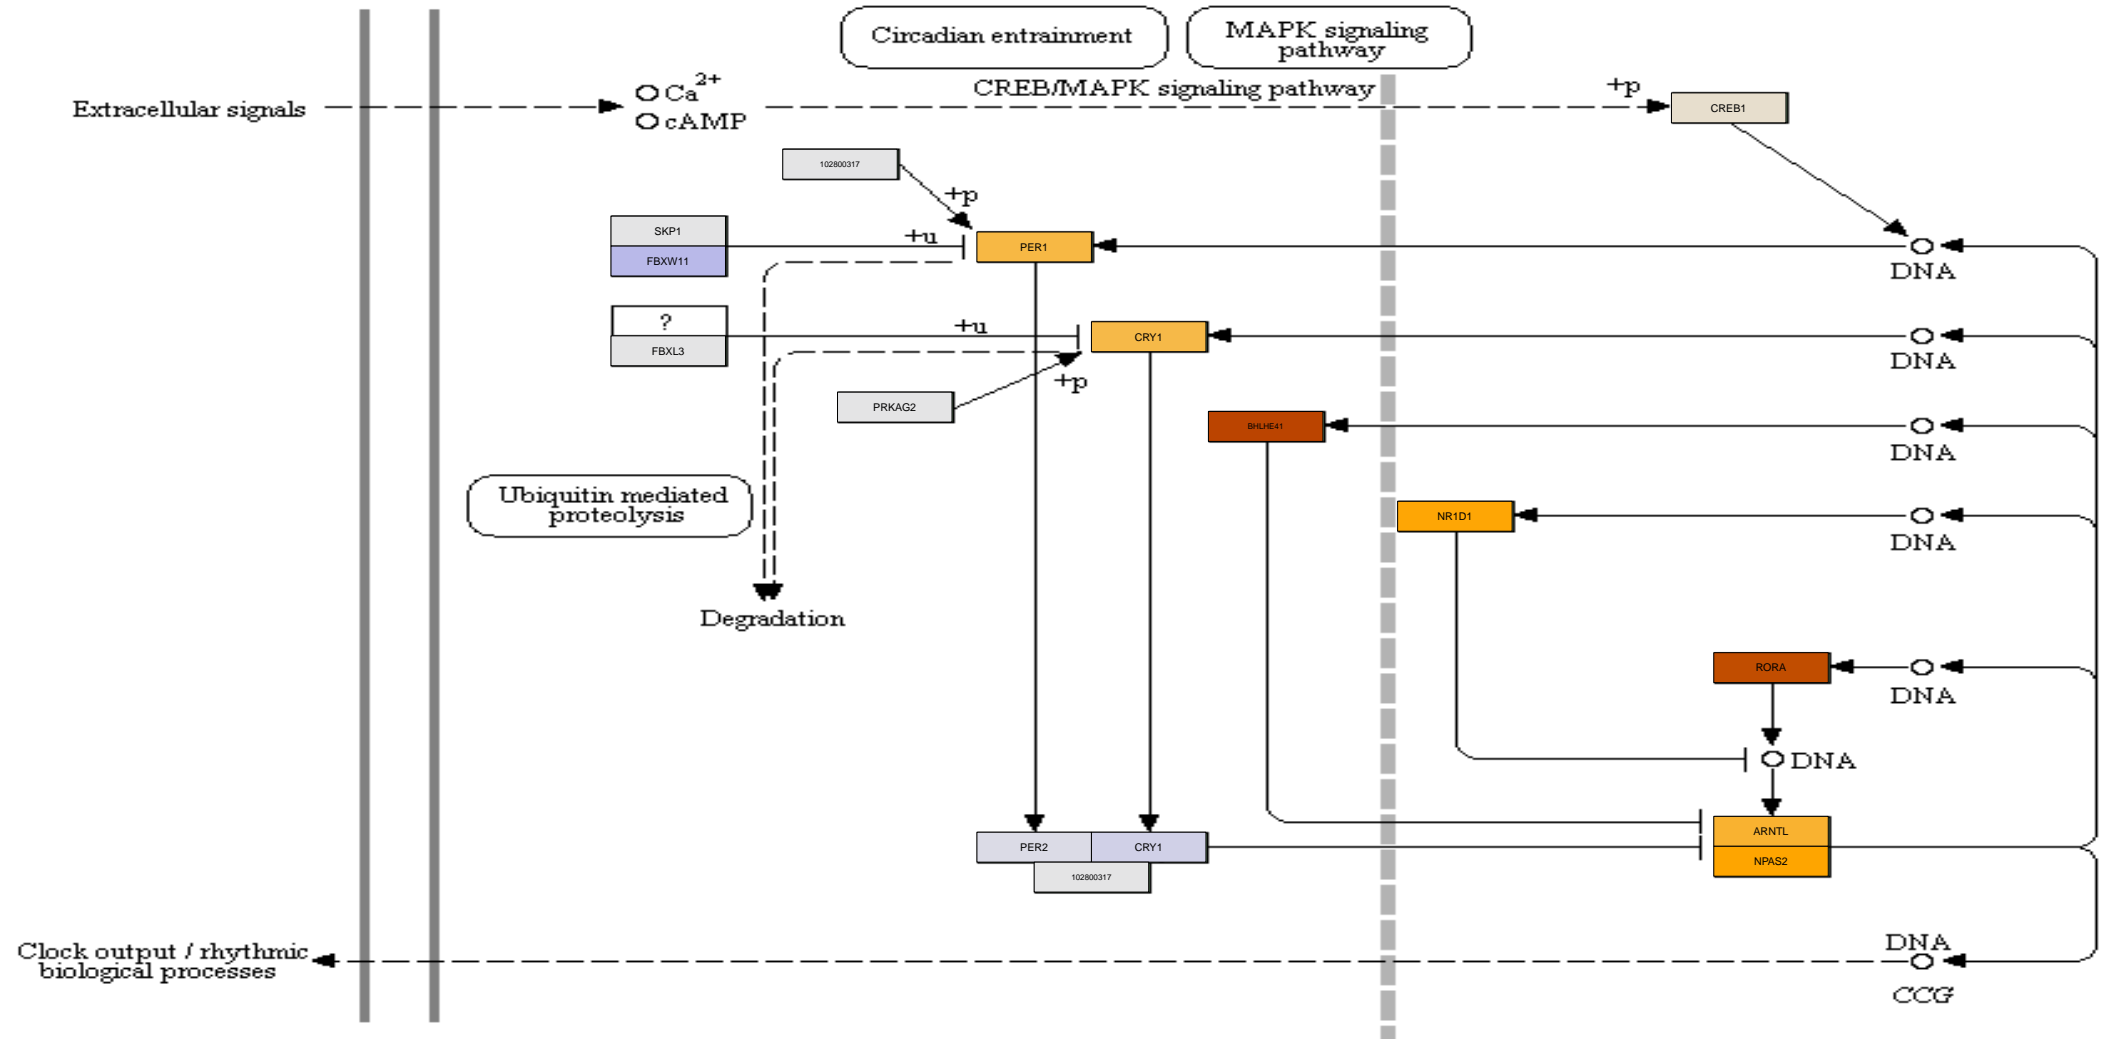 Circadian entrainment
MAPK signaling
pathway
Extracellular signals
Ca2+
cAMP
CREB/MAPK signaling pathway
+p
CREB1
102800317
+p
SKP1
FBXW11
+u
PER1
DNA
?
FBXL3
+u
CRY1
DNA
PRKAG2
+p
BHLHE41
DNA
Ubiquitin mediated
proteolysis
NR1D1
DNA
Degradation
RORA
DNA
DNA
PER2
CRY1
102800317
ARNTL
NPAS2
Clock output / rhythmic
biological processes
DNA
CCG